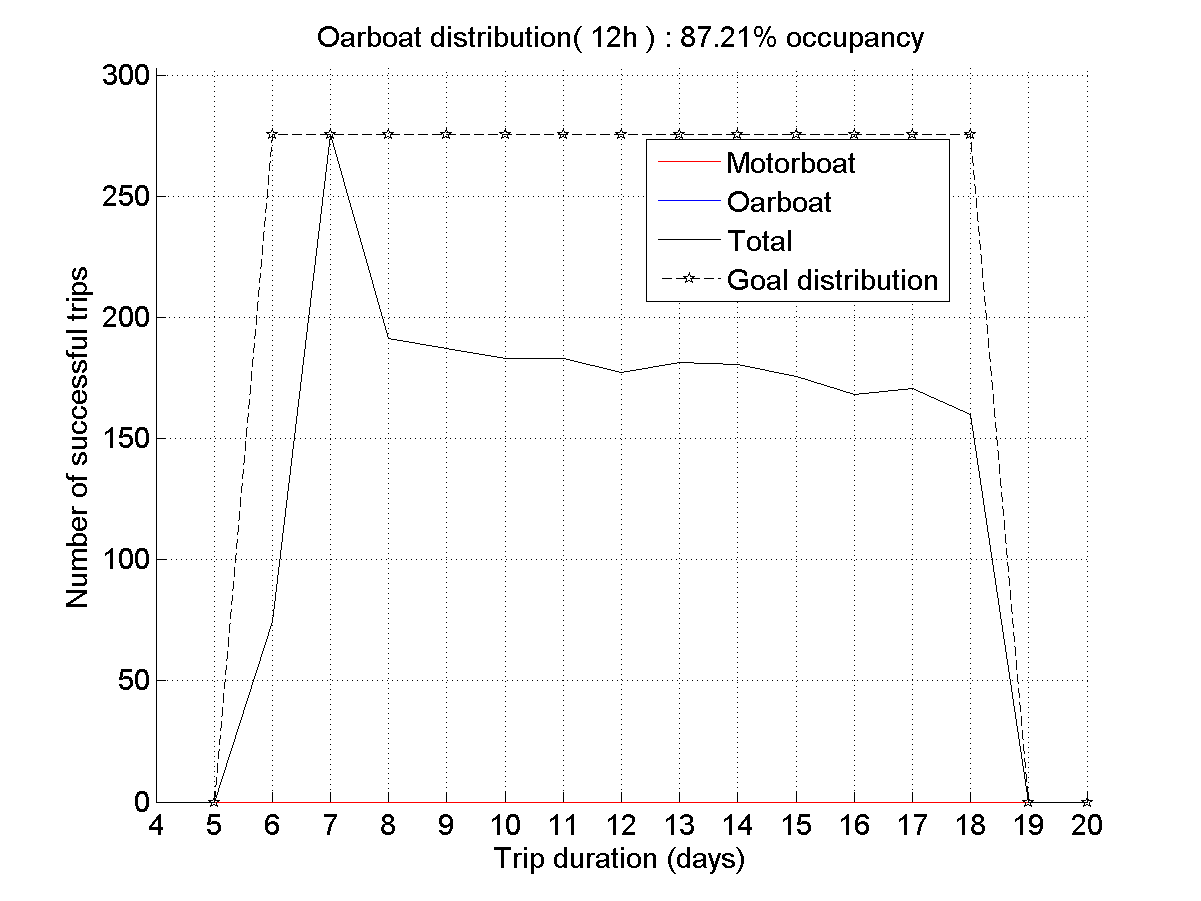 Oarboat distribution( 12h ) : 87.21% occupancy
300
250
200
150
100
50
0
Number of successful trips
Motorboat
Oarboat
Total
Goal distribution
4 5 6 7 8 9 10 11 12 13 14 15 16 17 18 19 20
Trip duration (days)